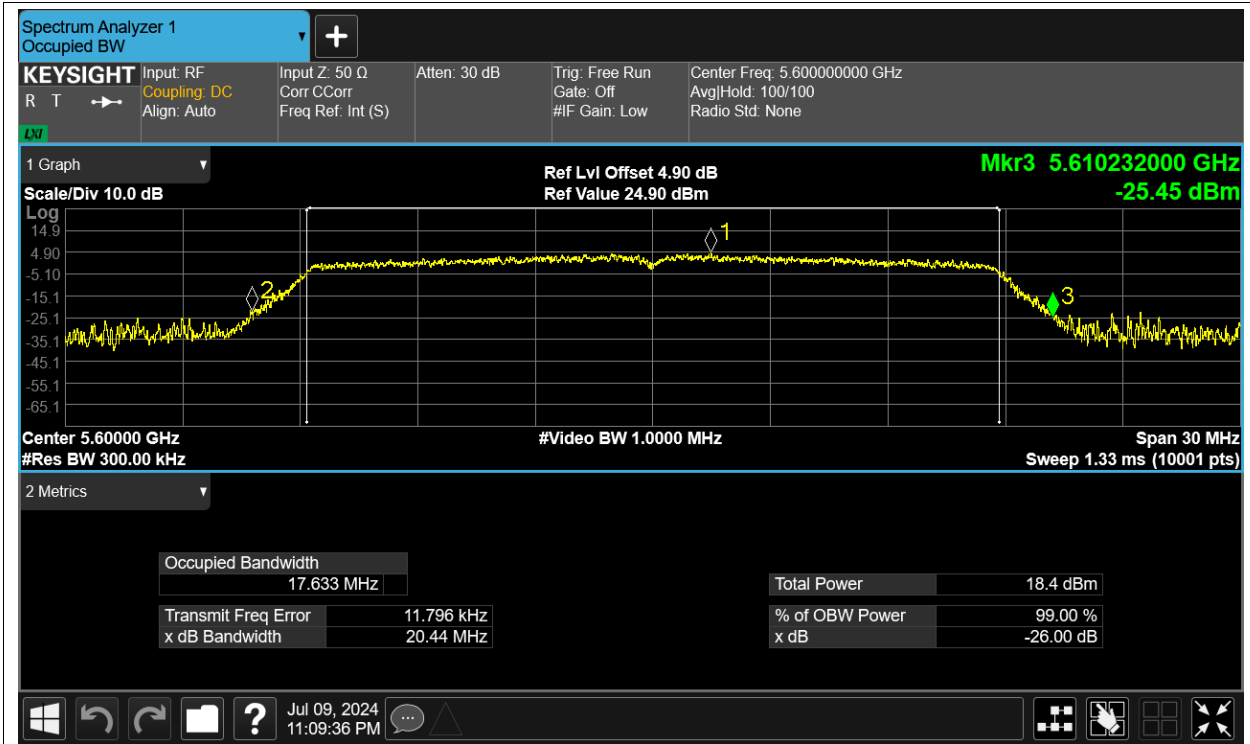 Spectrum Analyzer 1
Occupied BW
KEYSIGHT
R T
LXI
Input: RF
Coupling: DC
Align: Auto
Input Z: 50 Ω
Corr CCorr
Freq Ref: Int (S)
Atten: 30 dB
Trig: Free Run
Gate: Off
#IF Gain: Low
Center Freq: 5.600000000 GHz
Avg|Hold: 100/100
Radio Std: None
1 Graph
Scale/Div 10.0 dB
Ref Lvl Offset 4.90 dB
Ref Value 24.90 dBm
Mkr3 5.610232000 GHz
-25.45 dBm
Log
14.9
4.90
-5.10
-15.1
-25.1
-35.1
-45.1
-55.1
-65.1
1
2
3
Center 5.60000 GHz
#Video BW 1.0000 MHz
Span 30 MHz
#Res BW 300.00 kHz
Sweep 1.33 ms (10001 pts)
2 Metrics
Occupied Bandwidth
17.633 MHz
Transmit Freq Error 11.796 kHz
x dB Bandwidth 20.44 MHz
Total Power 18.4 dBm
% of OBW Power 99.00 %
x dB -26.00 dB
?
Jul 09, 2024
11:09:36 PM